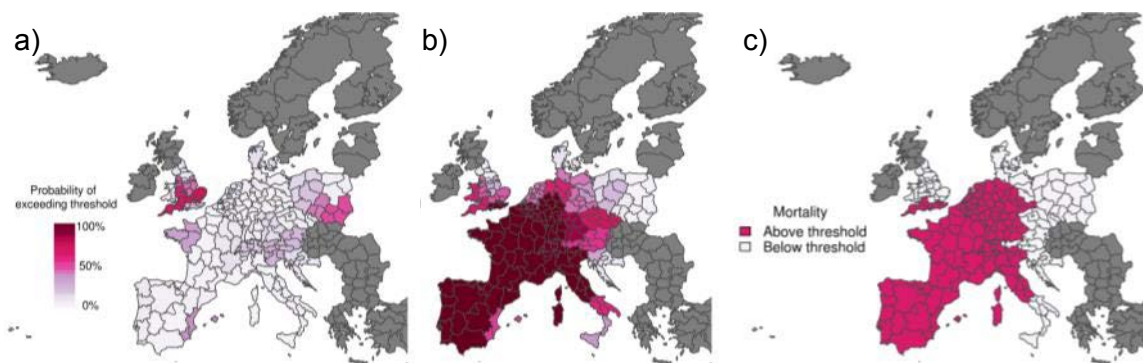 a)
b)
c)
Probability of
exceeding threshold
100%
50%
0%
Mortality
Above threshold
Below threshold